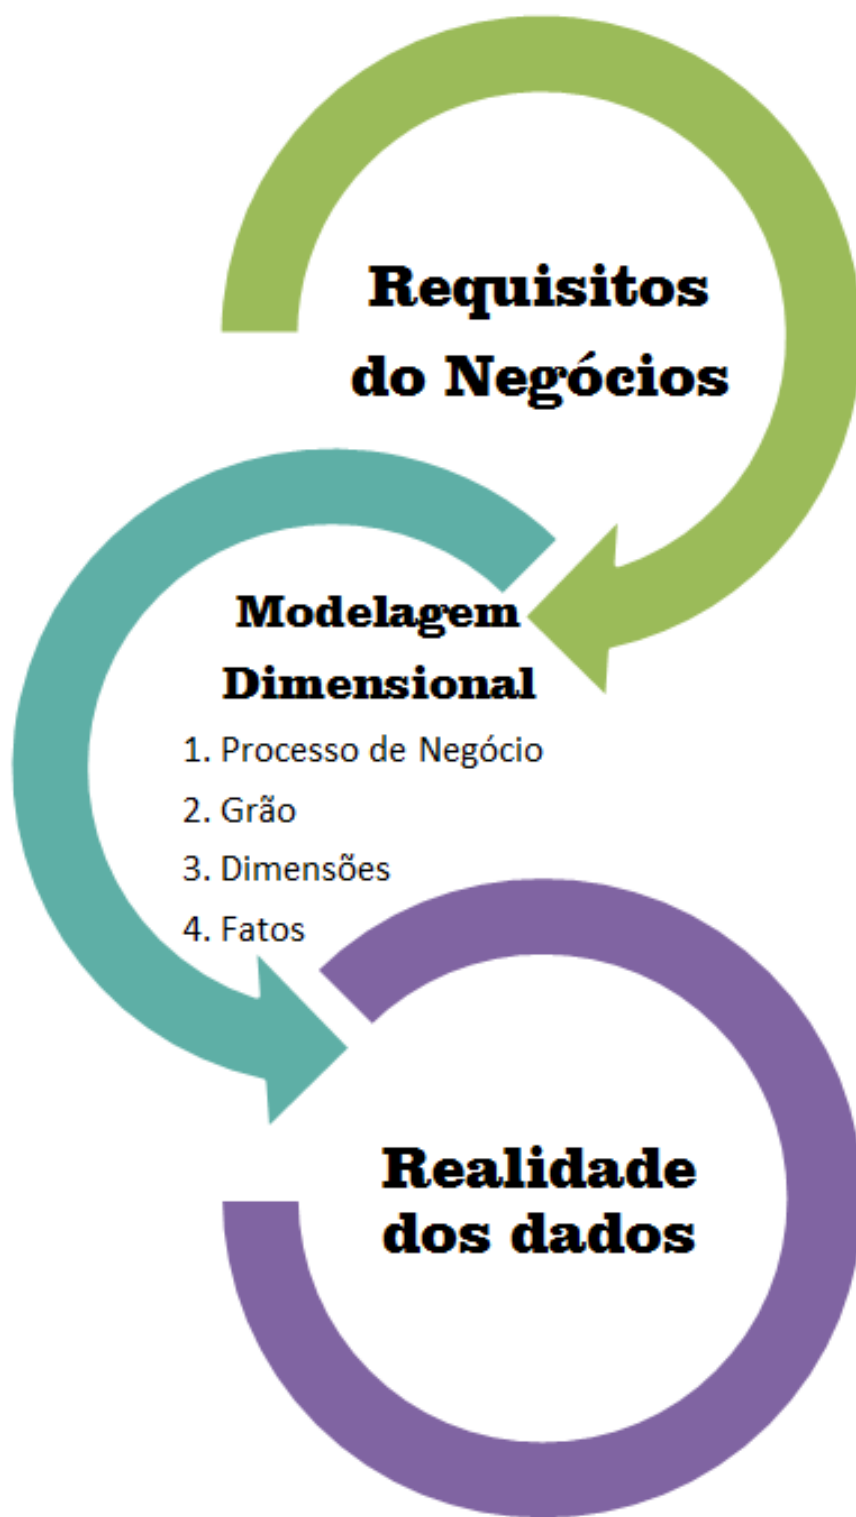 Requisitos
do Negócios
Modelagem
Dimensional
1. Processo de Negócio
2. Grão
3. Dimensões
4. Fatos
Realidade
dos dados